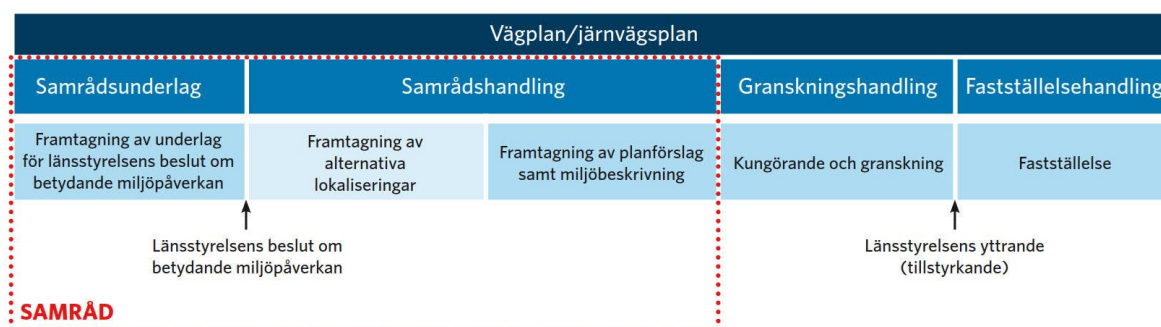 Vägplan/järnvägsplan
Samrådsunderlag
Samrådshandling
Granskningshandling
Fastställelsehandling
Framtagning av underlag
för länsstyrelsens beslut om
betydande miljöpåverkan
Framtagning av
alternativa
lokaliseringar
Framtagning av planförslag
samt miljöbeskrivning
Kungörande och granskning
Fastställelse
Länsstyrelsens beslut om
betydande miljöpåverkan
Länsstyrelsens yttrande
(tillstyrkande)
SAMRÅD